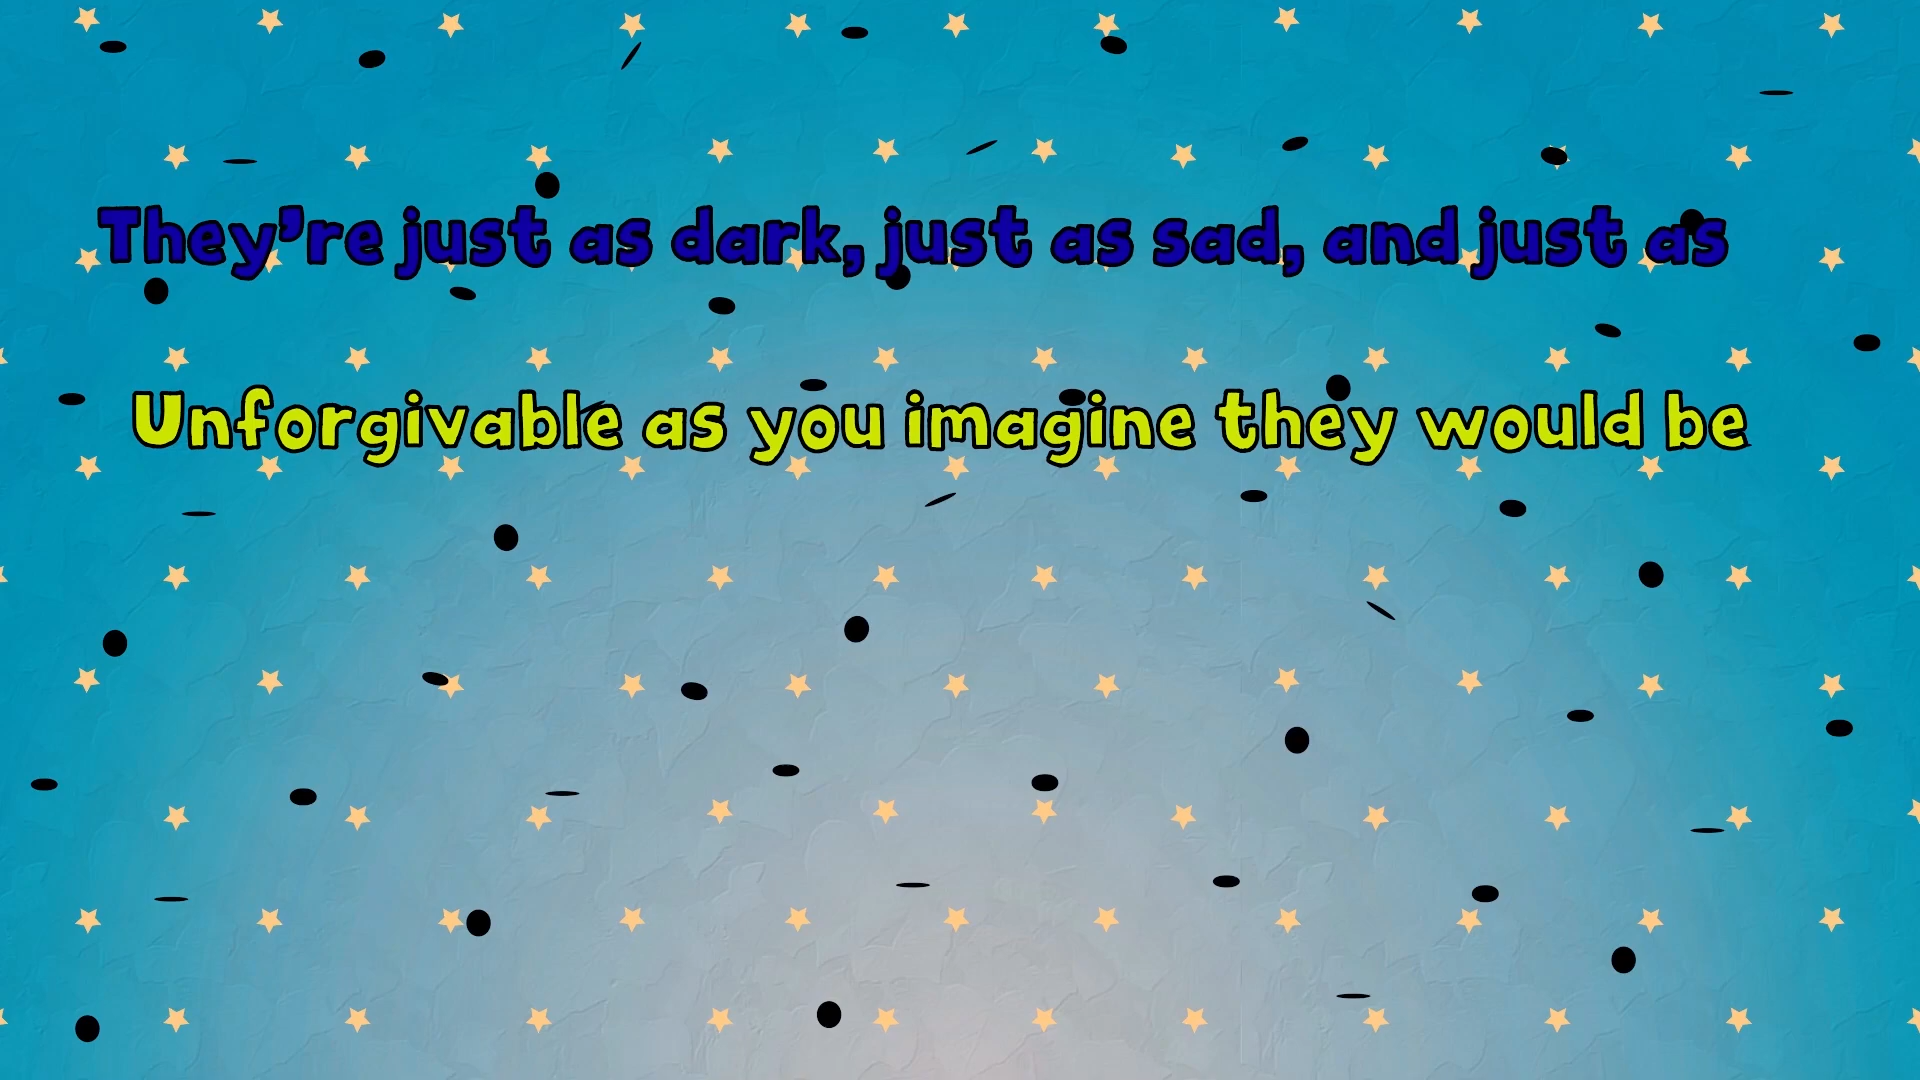 They’re just as dark, just as sad, and just as
Unforgivable as you imagine they would be